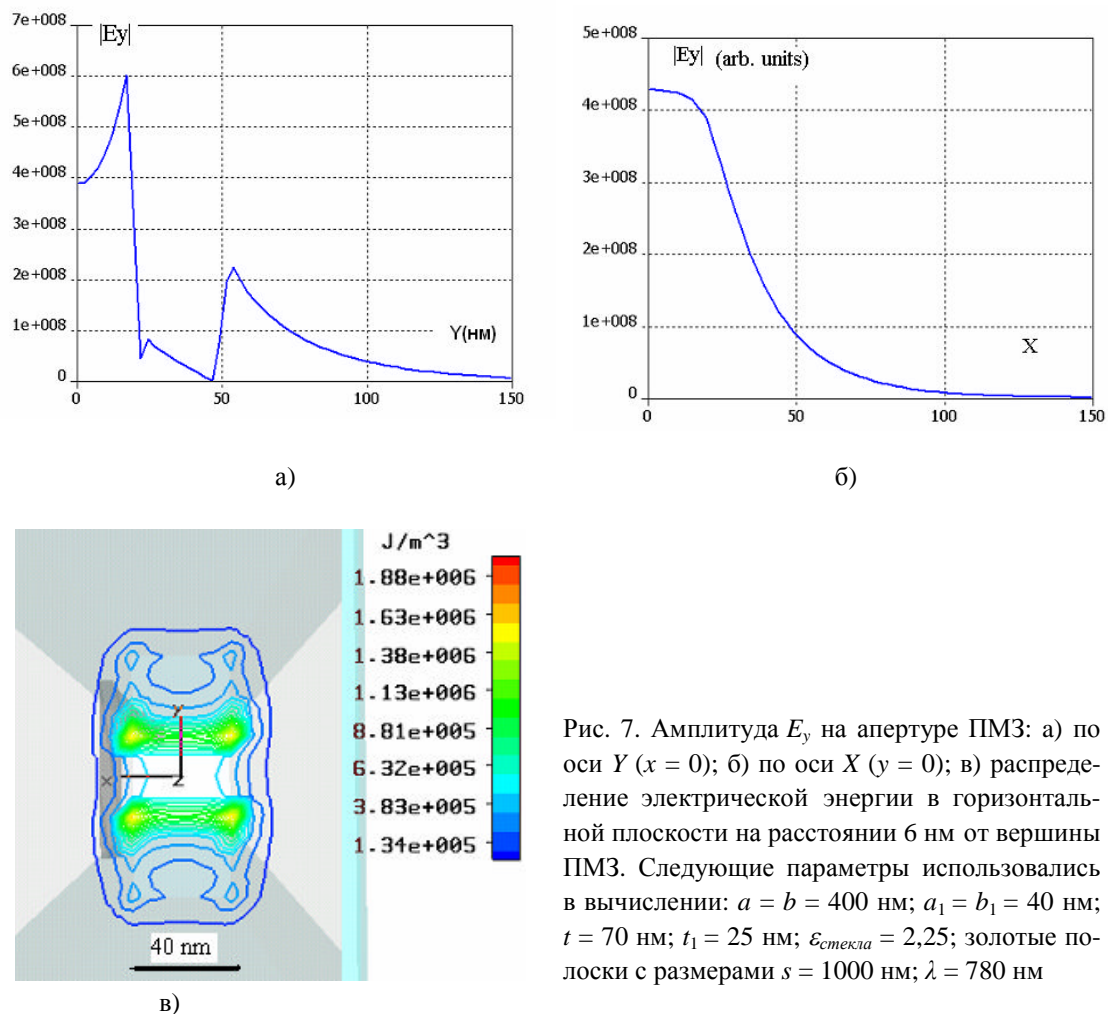 7e+008
|Ey|
6e+008
5e+008
4e+008
3e+008
2e+008
1e+008
Y(нм)
0
0 50 100 150
а)
5e+008
|Ey| (arb. units)
4e+008
3e+008
2e+008
1e+008
X
0
0 50 100 150
б)
J/m^3
1.88e+006
1.63e+006
1.38e+006
1.13e+006
8.81e+005
6.32e+005
3.83e+005
1.34e+005
Y
X
Z
40 nm
в)
Рис. 7. Амплитуда Ey на апертуре ПМЗ: а) по
оси Y (x = 0); б) по оси X (y = 0); в) распреде-
ление электрической энергии в горизонталь-
ной плоскости на расстоянии 6 нм от вершины
ПМЗ. Следующие параметры использовались
в вычислении: a = b = 400 нм; a1 = b1 = 40 нм;
t = 70 нм; t1 = 25 нм; εстекла = 2,25; золотые по-
лоски с размерами s = 1000 нм; λ = 780 нм